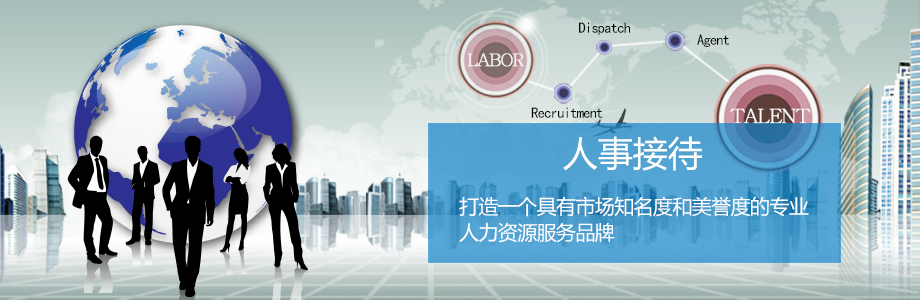 Dispatch
Agent
LABOR
Recruitment
TALENT
人事接待
打造一个具有市场知名度和美誉度的专业
人力资源服务品牌